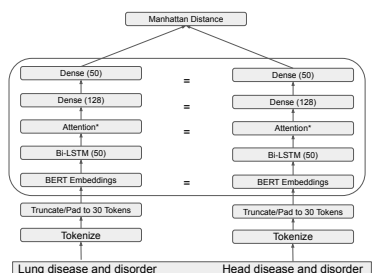 Manhattan Distance
Dense (50) = Dense (50)
Dense (128) = Dense (128)
Attention* = Attention*
Bi-LSTM (50) Bi-LSTM (50)
BERT Embeddings = BERT Embeddings
Truncate/Pad to 30 Tokens Truncate/Pad to 30 Tokens
Tokenize Tokenize
Lung disease and disorder Head disease and disorder